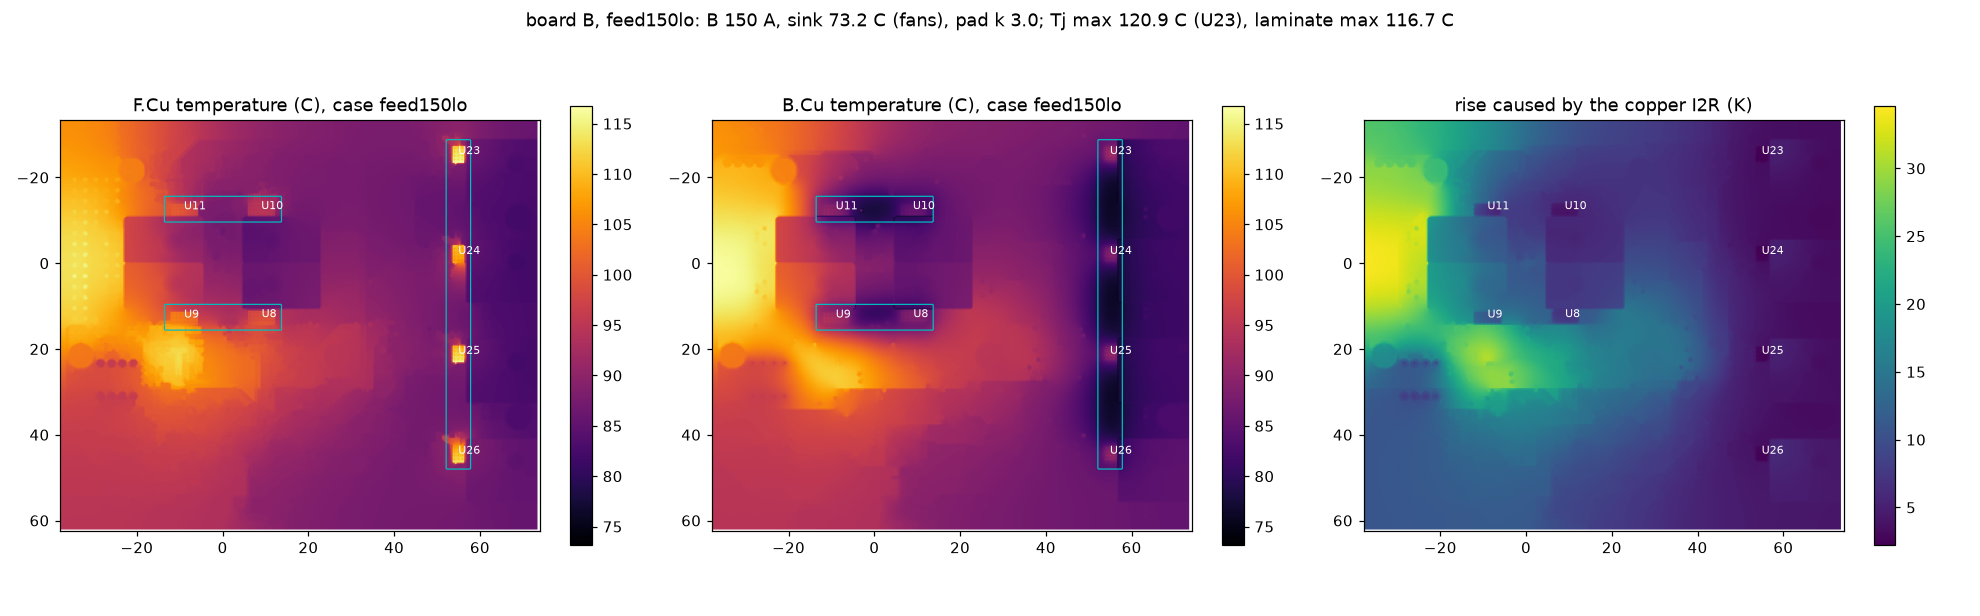 board B, feed150lo: B 150 A, sink 73.2 C (fans), pad k 3.0; Tj max 120.9 C (U23), laminate max 116.7 C
F.Cu temperature (C), case feed150lo
−20
0
20
40
60
−20
0
20
40
60
U23
U11
U10
U24
U9
U8
U25
U26
115
110
105
100
95
90
85
80
75
B.Cu temperature (C), case feed150lo
−20
0
20
40
60
−20
0
20
40
60
U23
U11
U10
U24
U9
U8
U25
U26
115
110
105
100
95
90
85
80
75
rise caused by the copper I2R (K)
−20
0
20
40
60
−20
0
20
40
60
U23
U11
U10
U24
U9
U8
U25
U26
30
25
20
15
10
5